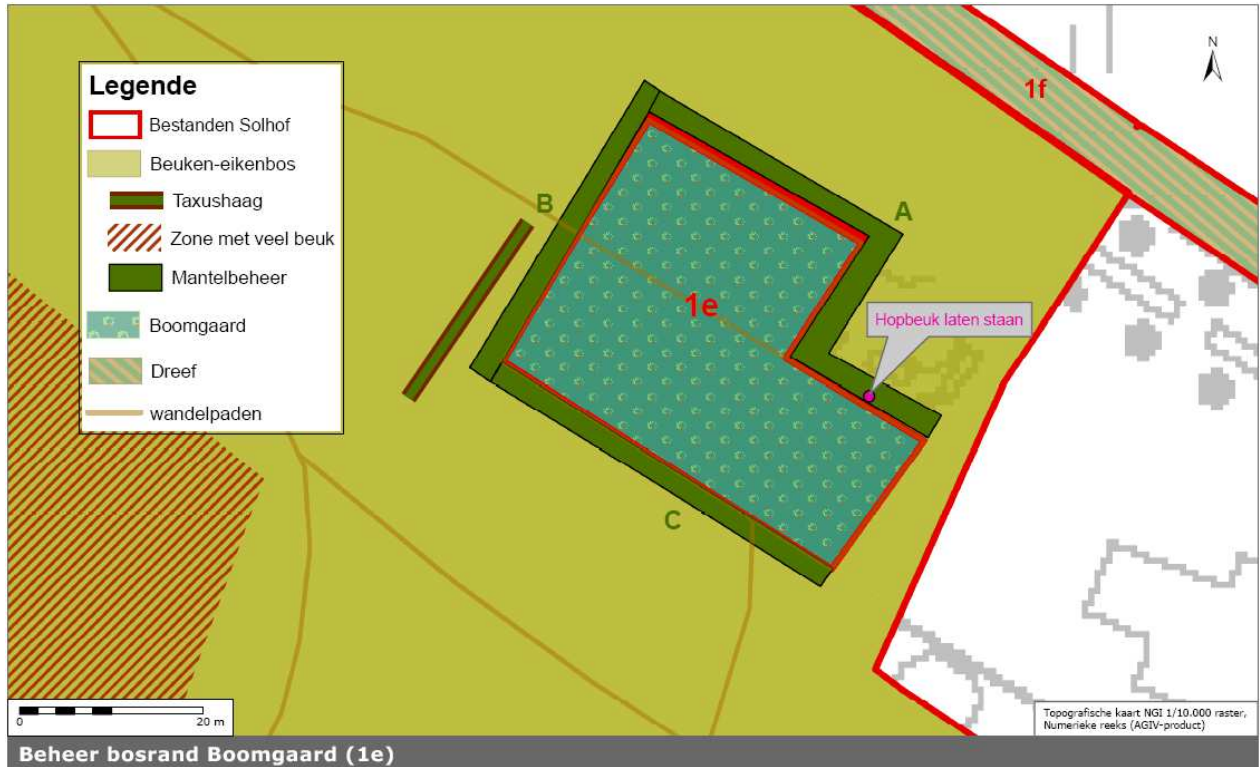 Legende
Bestanden Solhof
Beuken-eikenbos
Taxushaag
Zone met veel beuk
Mantelbeheer
Boomgaard
Dreef
wandelpaden
N
1f
A
B
1e
Hopbeuk laten staan
C
0 20 m
Topografische kaart NGI 1/10.000 raster,
Numerieke reeks (AGIV-product)
Beheer bosrand Boomgaard (1e)